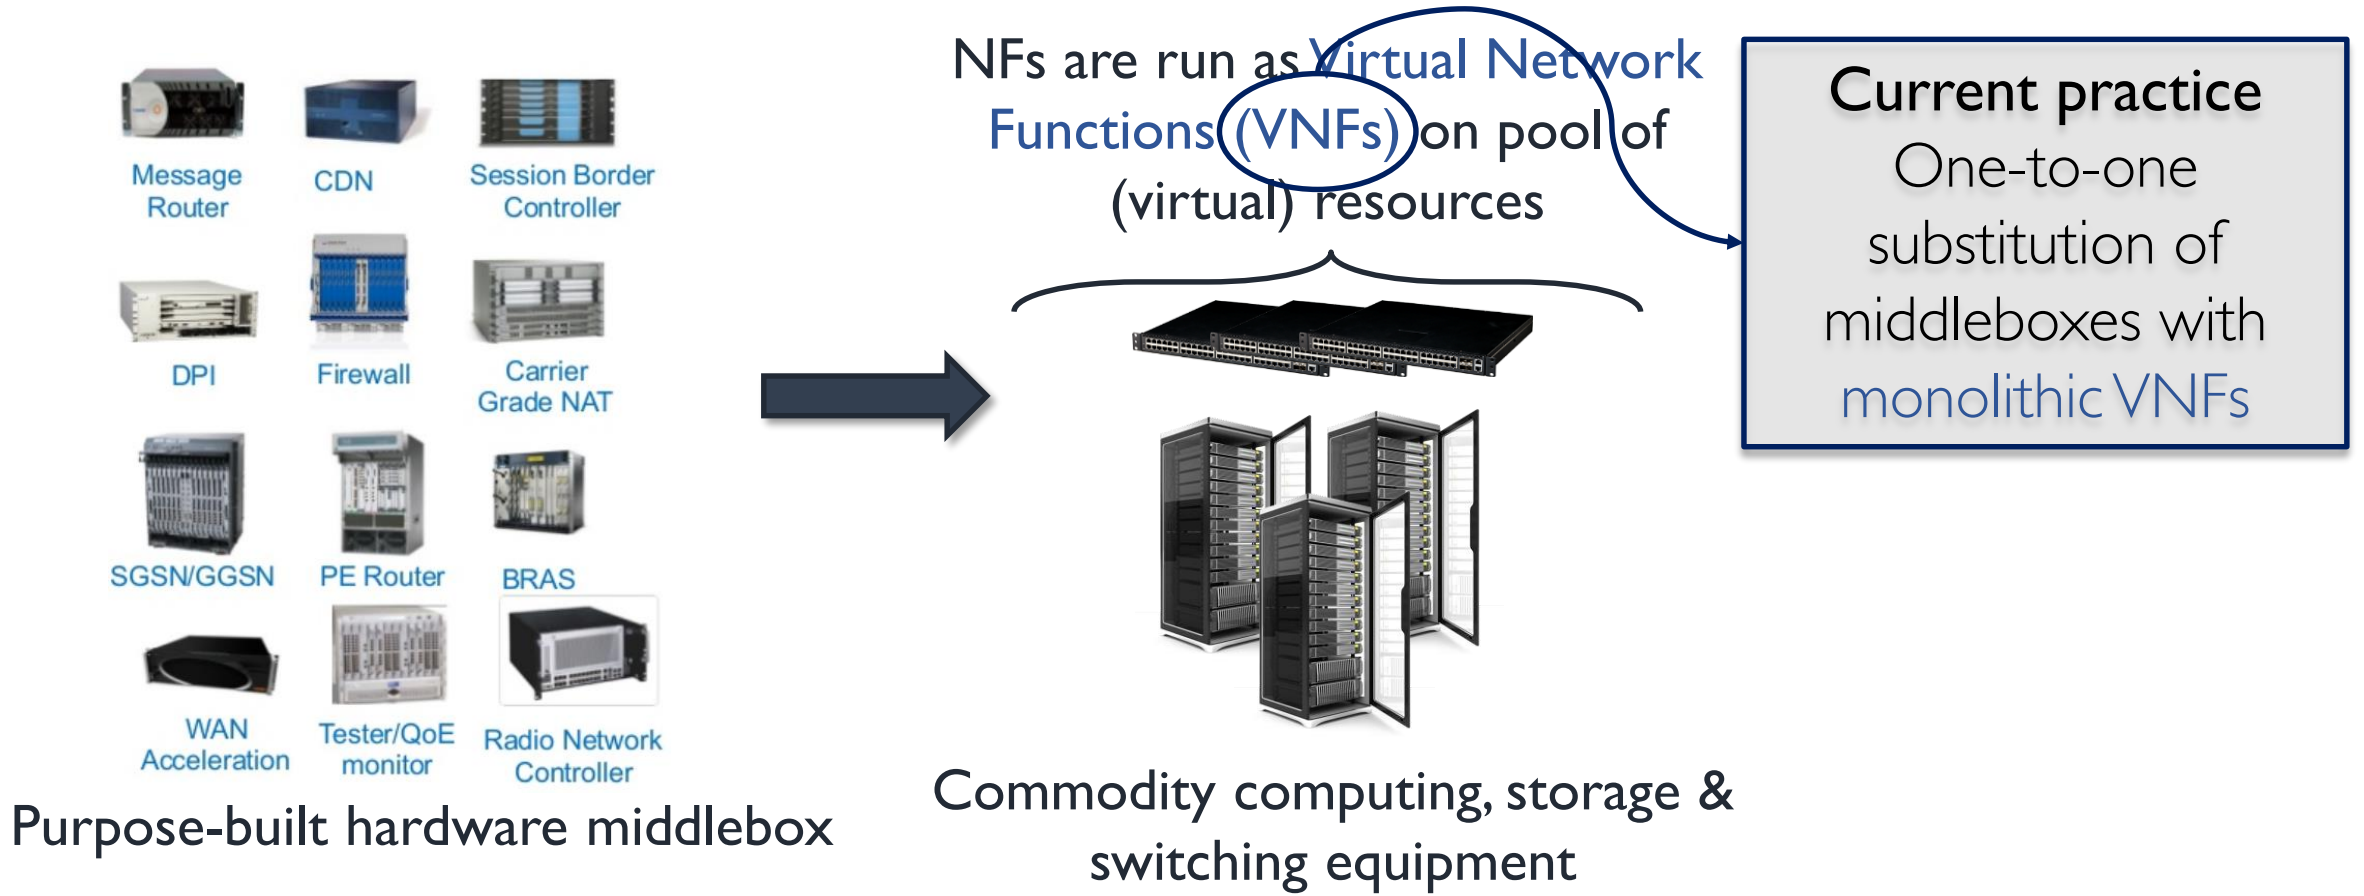 Message
Router
CDN
Session Border
Controller
DPI
Firewall
Carrier
Grade NAT
SGSN/GGSN
PE Router
BRAS
WAN
Acceleration
Tester/QoE
monitor
Radio Network
Controller
Purpose-built hardware middlebox
NFs are run as Virtual Network
Functions (VNFs) on pool of
(virtual) resources
Commodity computing, storage &
switching equipment
Current practice
One-to-one
substitution of
middleboxes with
monolithic VNFs